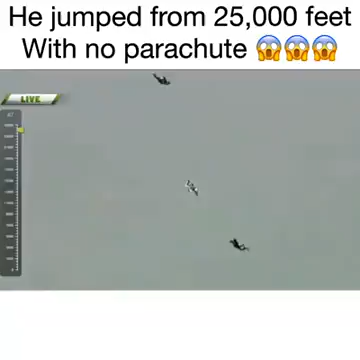 He jumped from 25,000 feet
With no parachute 😱😱😱
LIVE